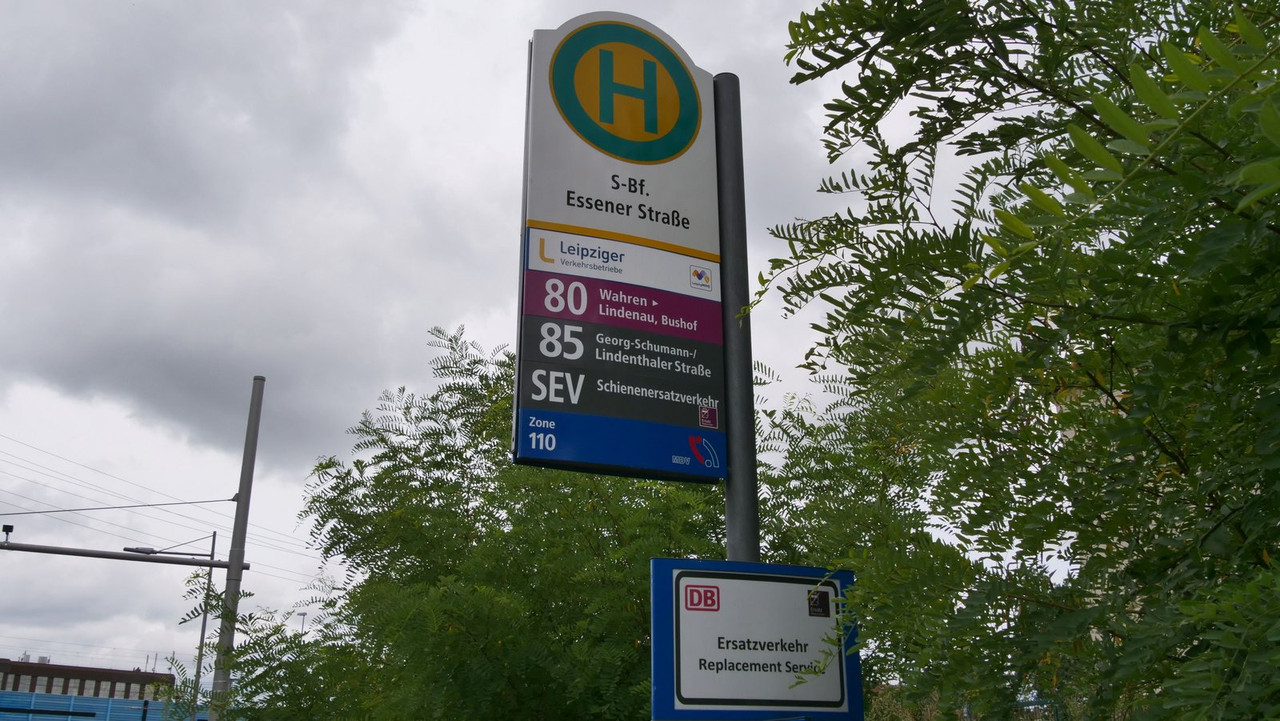 H
S-Bf.
Essener Straße
L Leipziger
Verkehrsbetriebe
80 Wahren ▸
Lindenau, Bushof
85 Georg-Schumann-/
Lindenthaler Straße
SEV Schienenersatzverkehr
Zone
110
MDV
DB
Ersatzverkehr
Replacement Service